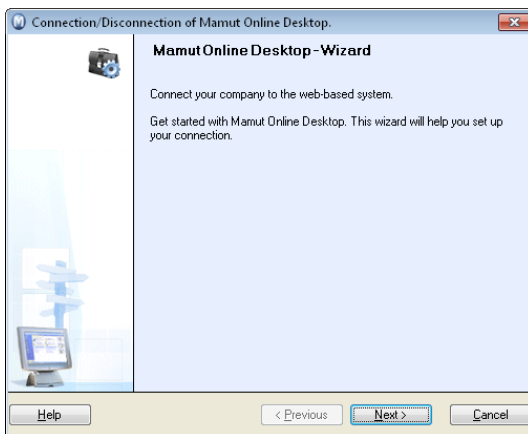 Connection/Disconnection of Mamut Online Desktop.
Mamut Online Desktop - Wizard
Connect your company to the web-based system.
Get started with Mamut Online Desktop. This wizard will help you set up
your connection.
Help
< Previous
Next >
Cancel